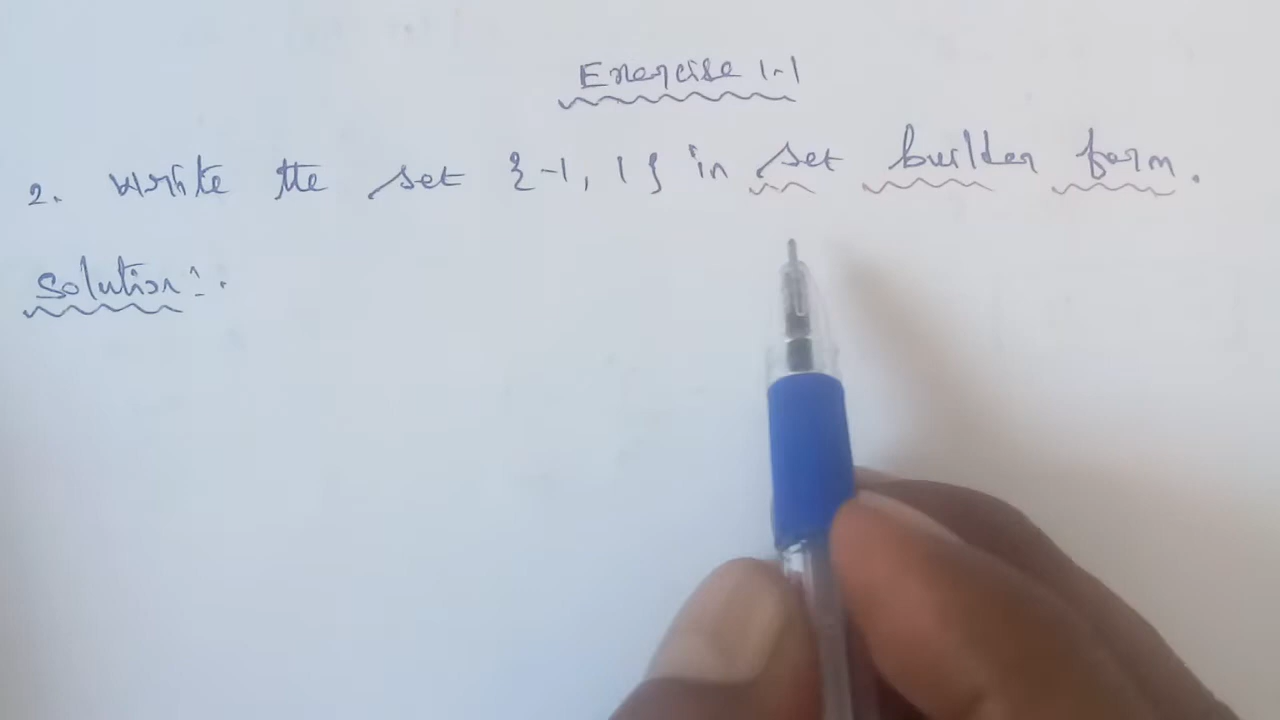 Exercise 1.1
2. Write the set {-1, 1} in set builder form.
Solution:-